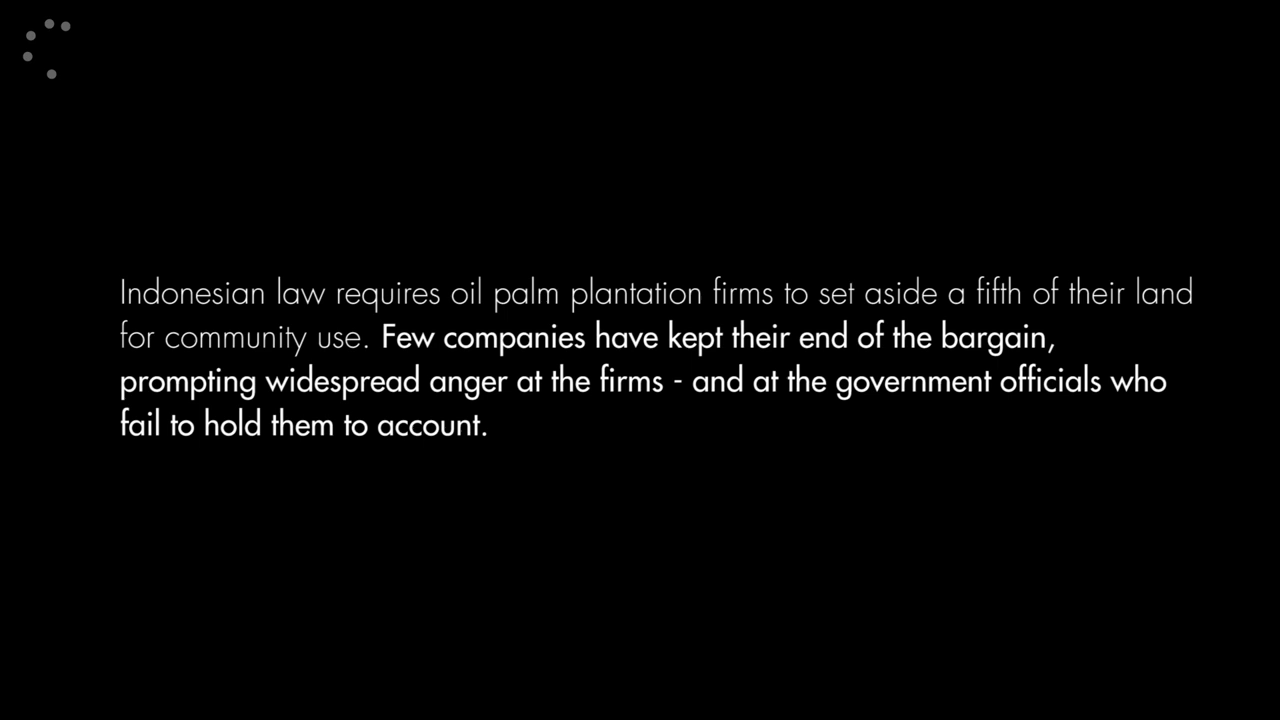 Indonesian law requires oil palm plantation firms to set aside a fifth of their land
for community use. Few companies have kept their end of the bargain,
prompting widespread anger at the firms - and at the government officials who
fail to hold them to account.